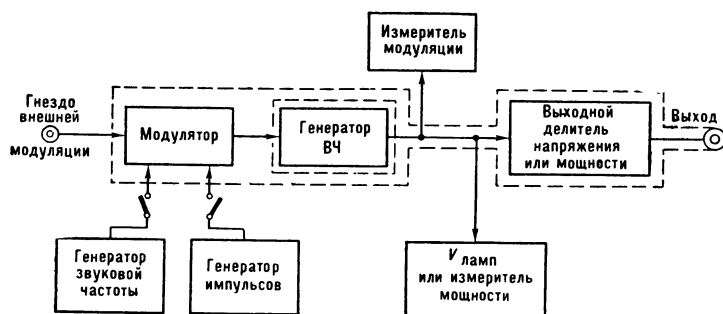 Измеритель
модуляции
Гнездо
внешней
модуляции
Модулятор
Генератор
ВЧ
Выходной
делитель
напряжения
или мощности
Выход
Генератор
звуковой
частоты
Генератор
импульсов
V ламп
или измеритель
мощности